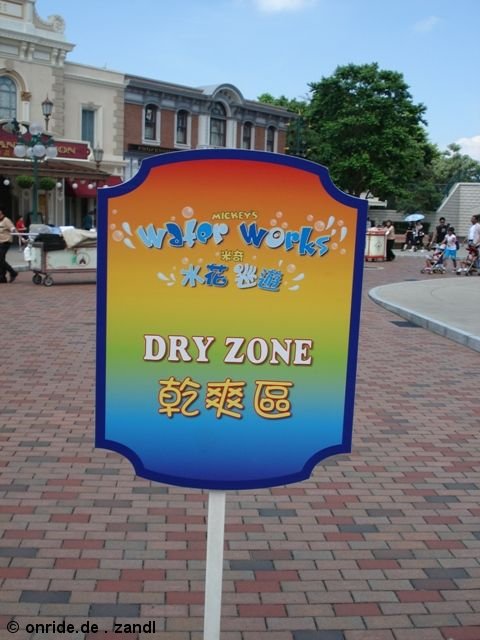 MICKEY'S
Water Works
米奇
水花巡遊
DRY ZONE
乾爽區
© onride.de . zandl